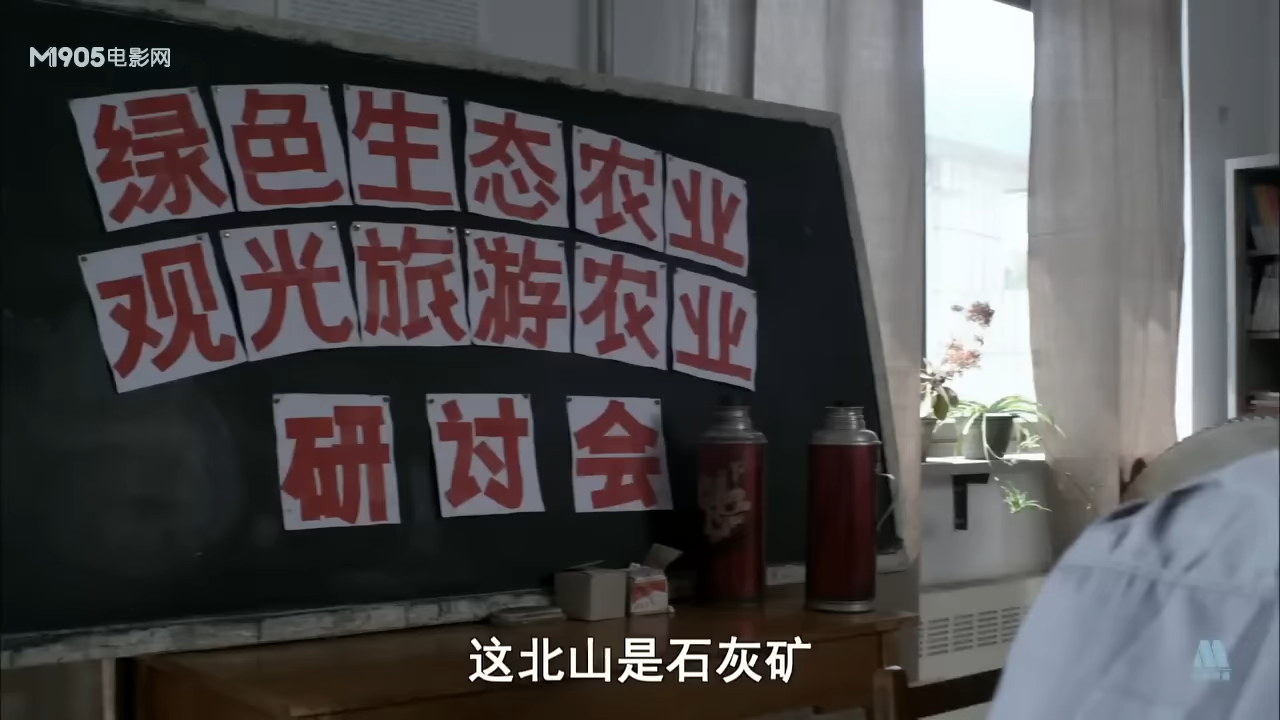 M1905电影网
绿色生态农业
观光旅游农业
研讨会
这北山是石灰矿